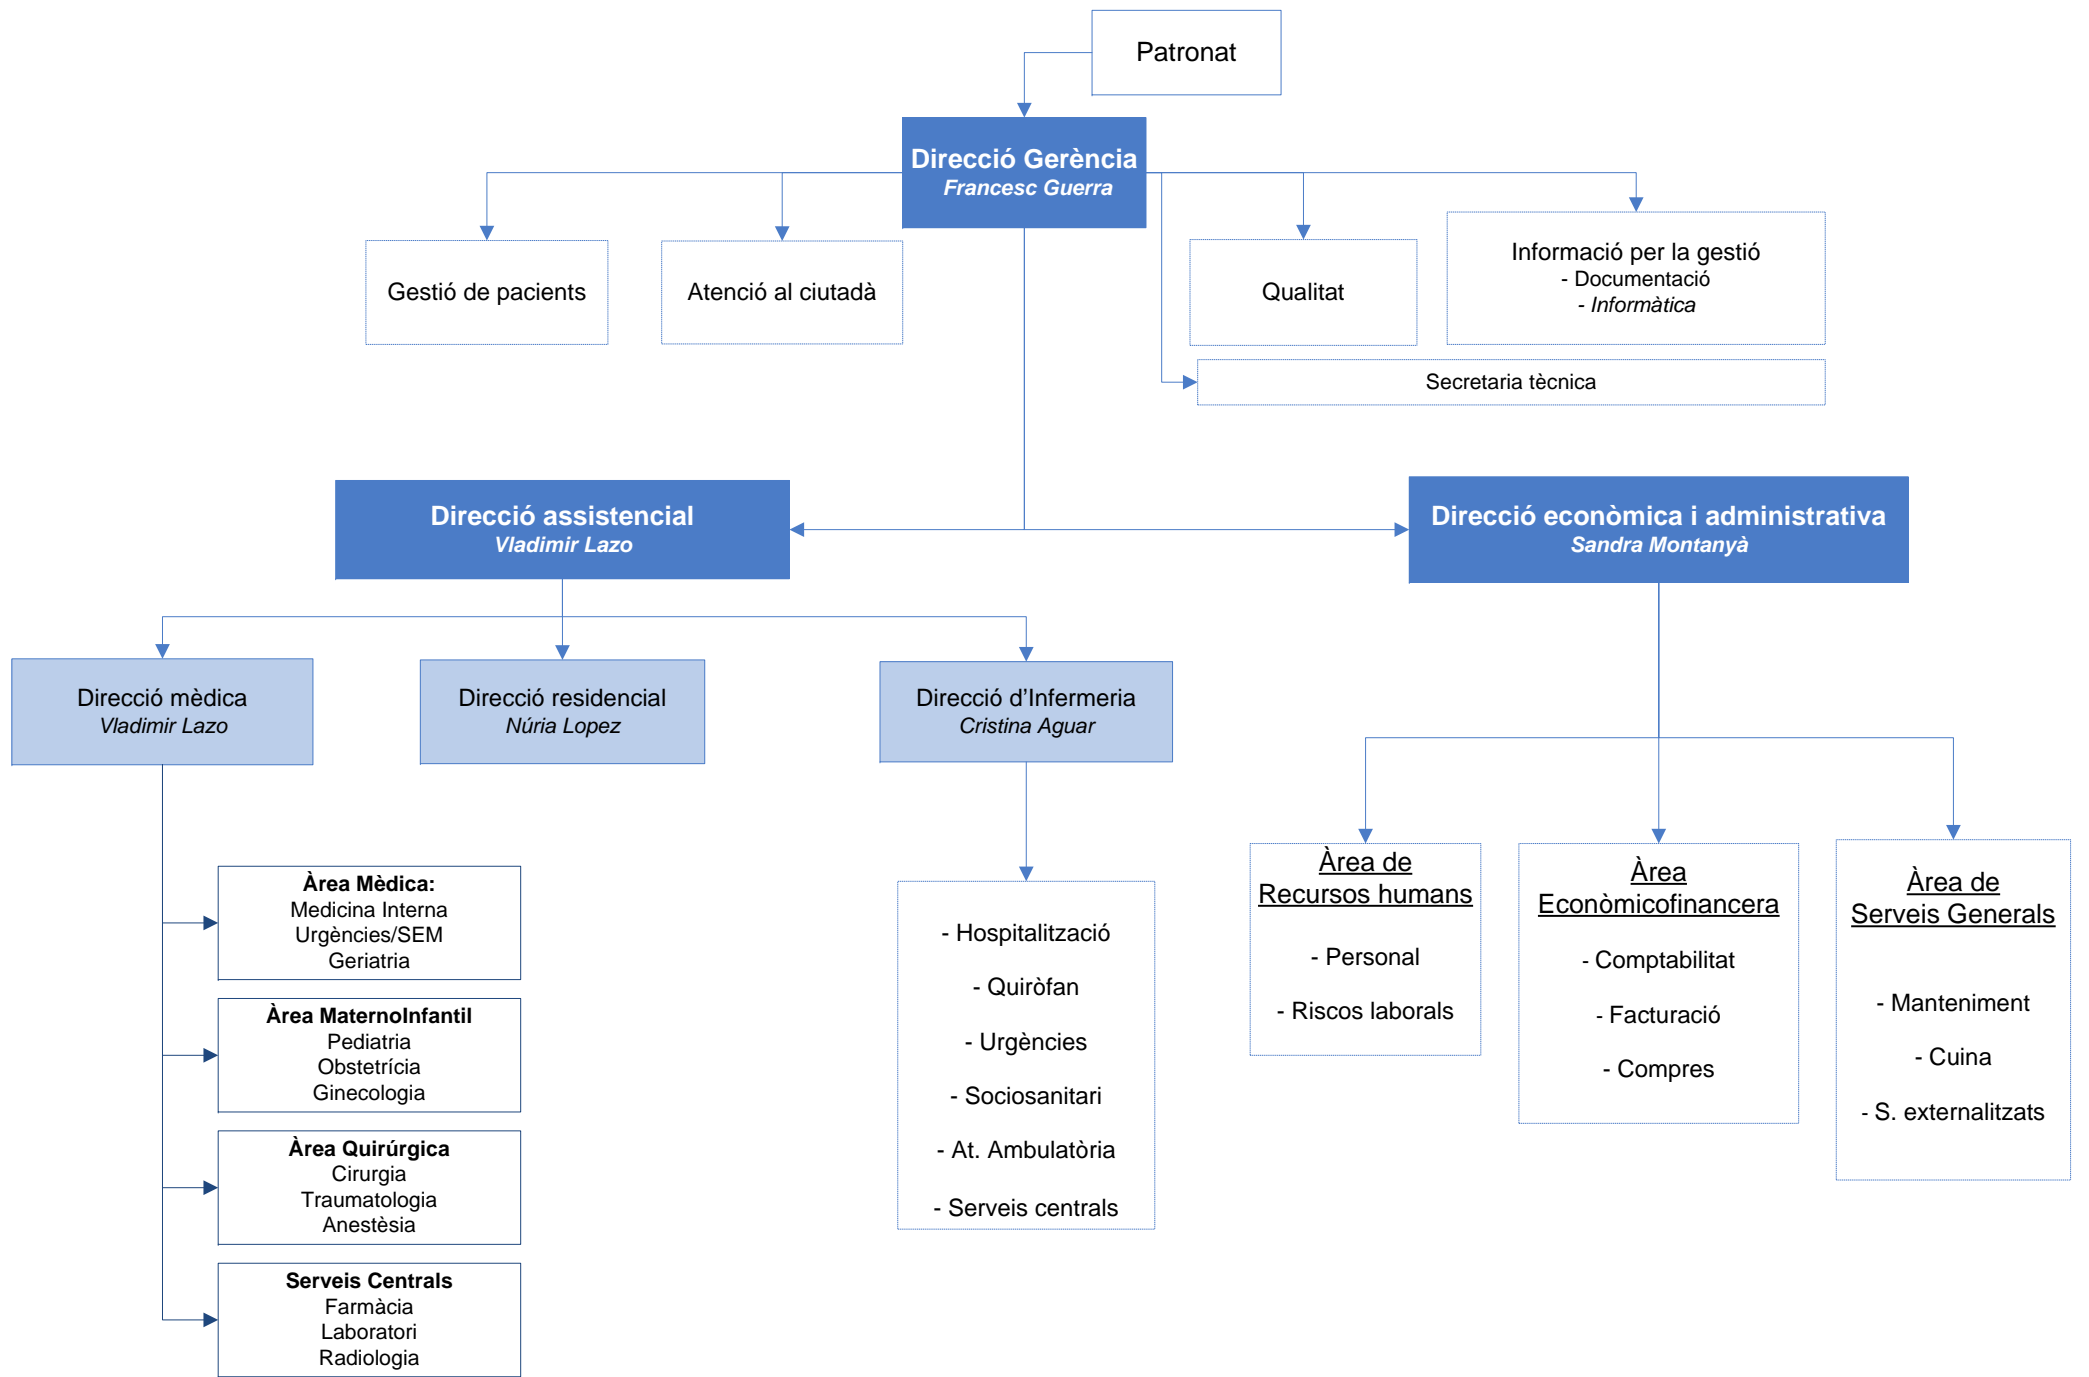 Patronat
Direcció Gerència
Francesc Guerra
Gestió de pacients
Atenció al ciutadà
Qualitat
Informació per la gestió
- Documentació
- Informàtica
Secretaria tècnica
Direcció assistencial
Vladimir Lazo
Direcció econòmica i administrativa
Sandra Montanyà
Direcció mèdica
Vladimir Lazo
Direcció residencial
Núria Lopez
Direcció d'Infermeria
Cristina Aguar
Àrea Mèdica:
Medicina Interna
Urgències/SEM
Geriatria
Àrea MaternoInfantil
Pediatria
Obstetrícia
Ginecologia
Àrea Quirúrgica
Cirurgia
Traumatologia
Anestèsia
Serveis Centrals
Farmàcia
Laboratori
Radiologia
- Hospitalització
- Quiròfan
- Urgències
- Sociosanitari
- At. Ambulatòria
- Serveis centrals
Àrea de
Recursos humans
- Personal
- Riscos laborals
Àrea
Econòmicofinancera
- Comptabilitat
- Facturació
- Compres
Àrea de
Serveis Generals
- Manteniment
- Cuina
- S. externalitzats